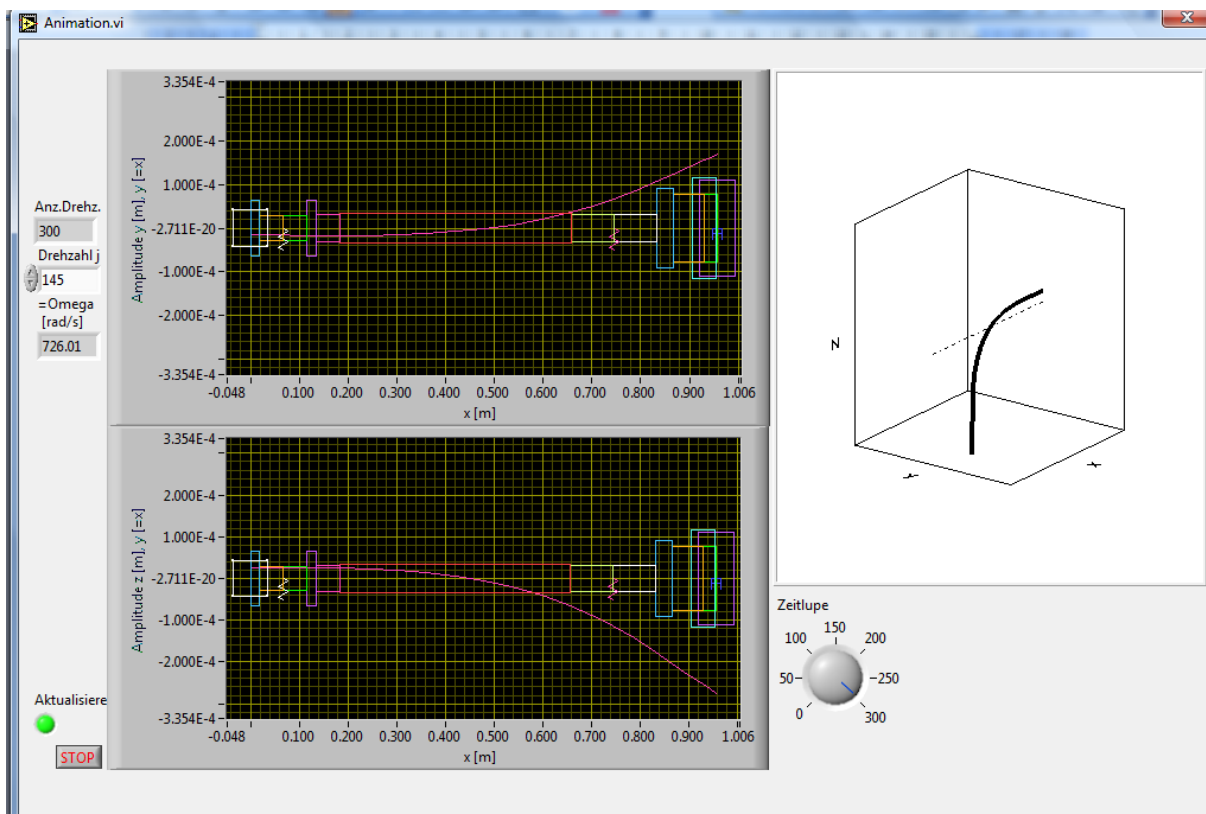 Animation.vi
x
Anz.Drehz.
300
Drehzahl j
145
=Omega
[rad/s]
726.01
Aktualisiere
STOP
Amplitude y [m], y [=x]
3.354E-4
2.000E-4
1.000E-4
-2.711E-20
-1.000E-4
-2.000E-4
-3.354E-4
-0.048 0.100 0.200 0.300 0.400 0.500 0.600 0.700 0.800 0.900 1.006
x [m]
Amplitude z [m], y [=x]
3.354E-4
2.000E-4
1.000E-4
-2.711E-20
-1.000E-4
-2.000E-4
-3.354E-4
-0.048 0.100 0.200 0.300 0.400 0.500 0.600 0.700 0.800 0.900 1.006
x [m]
z
y
x
Zeitlupe
0 50 100 150 200 250 300